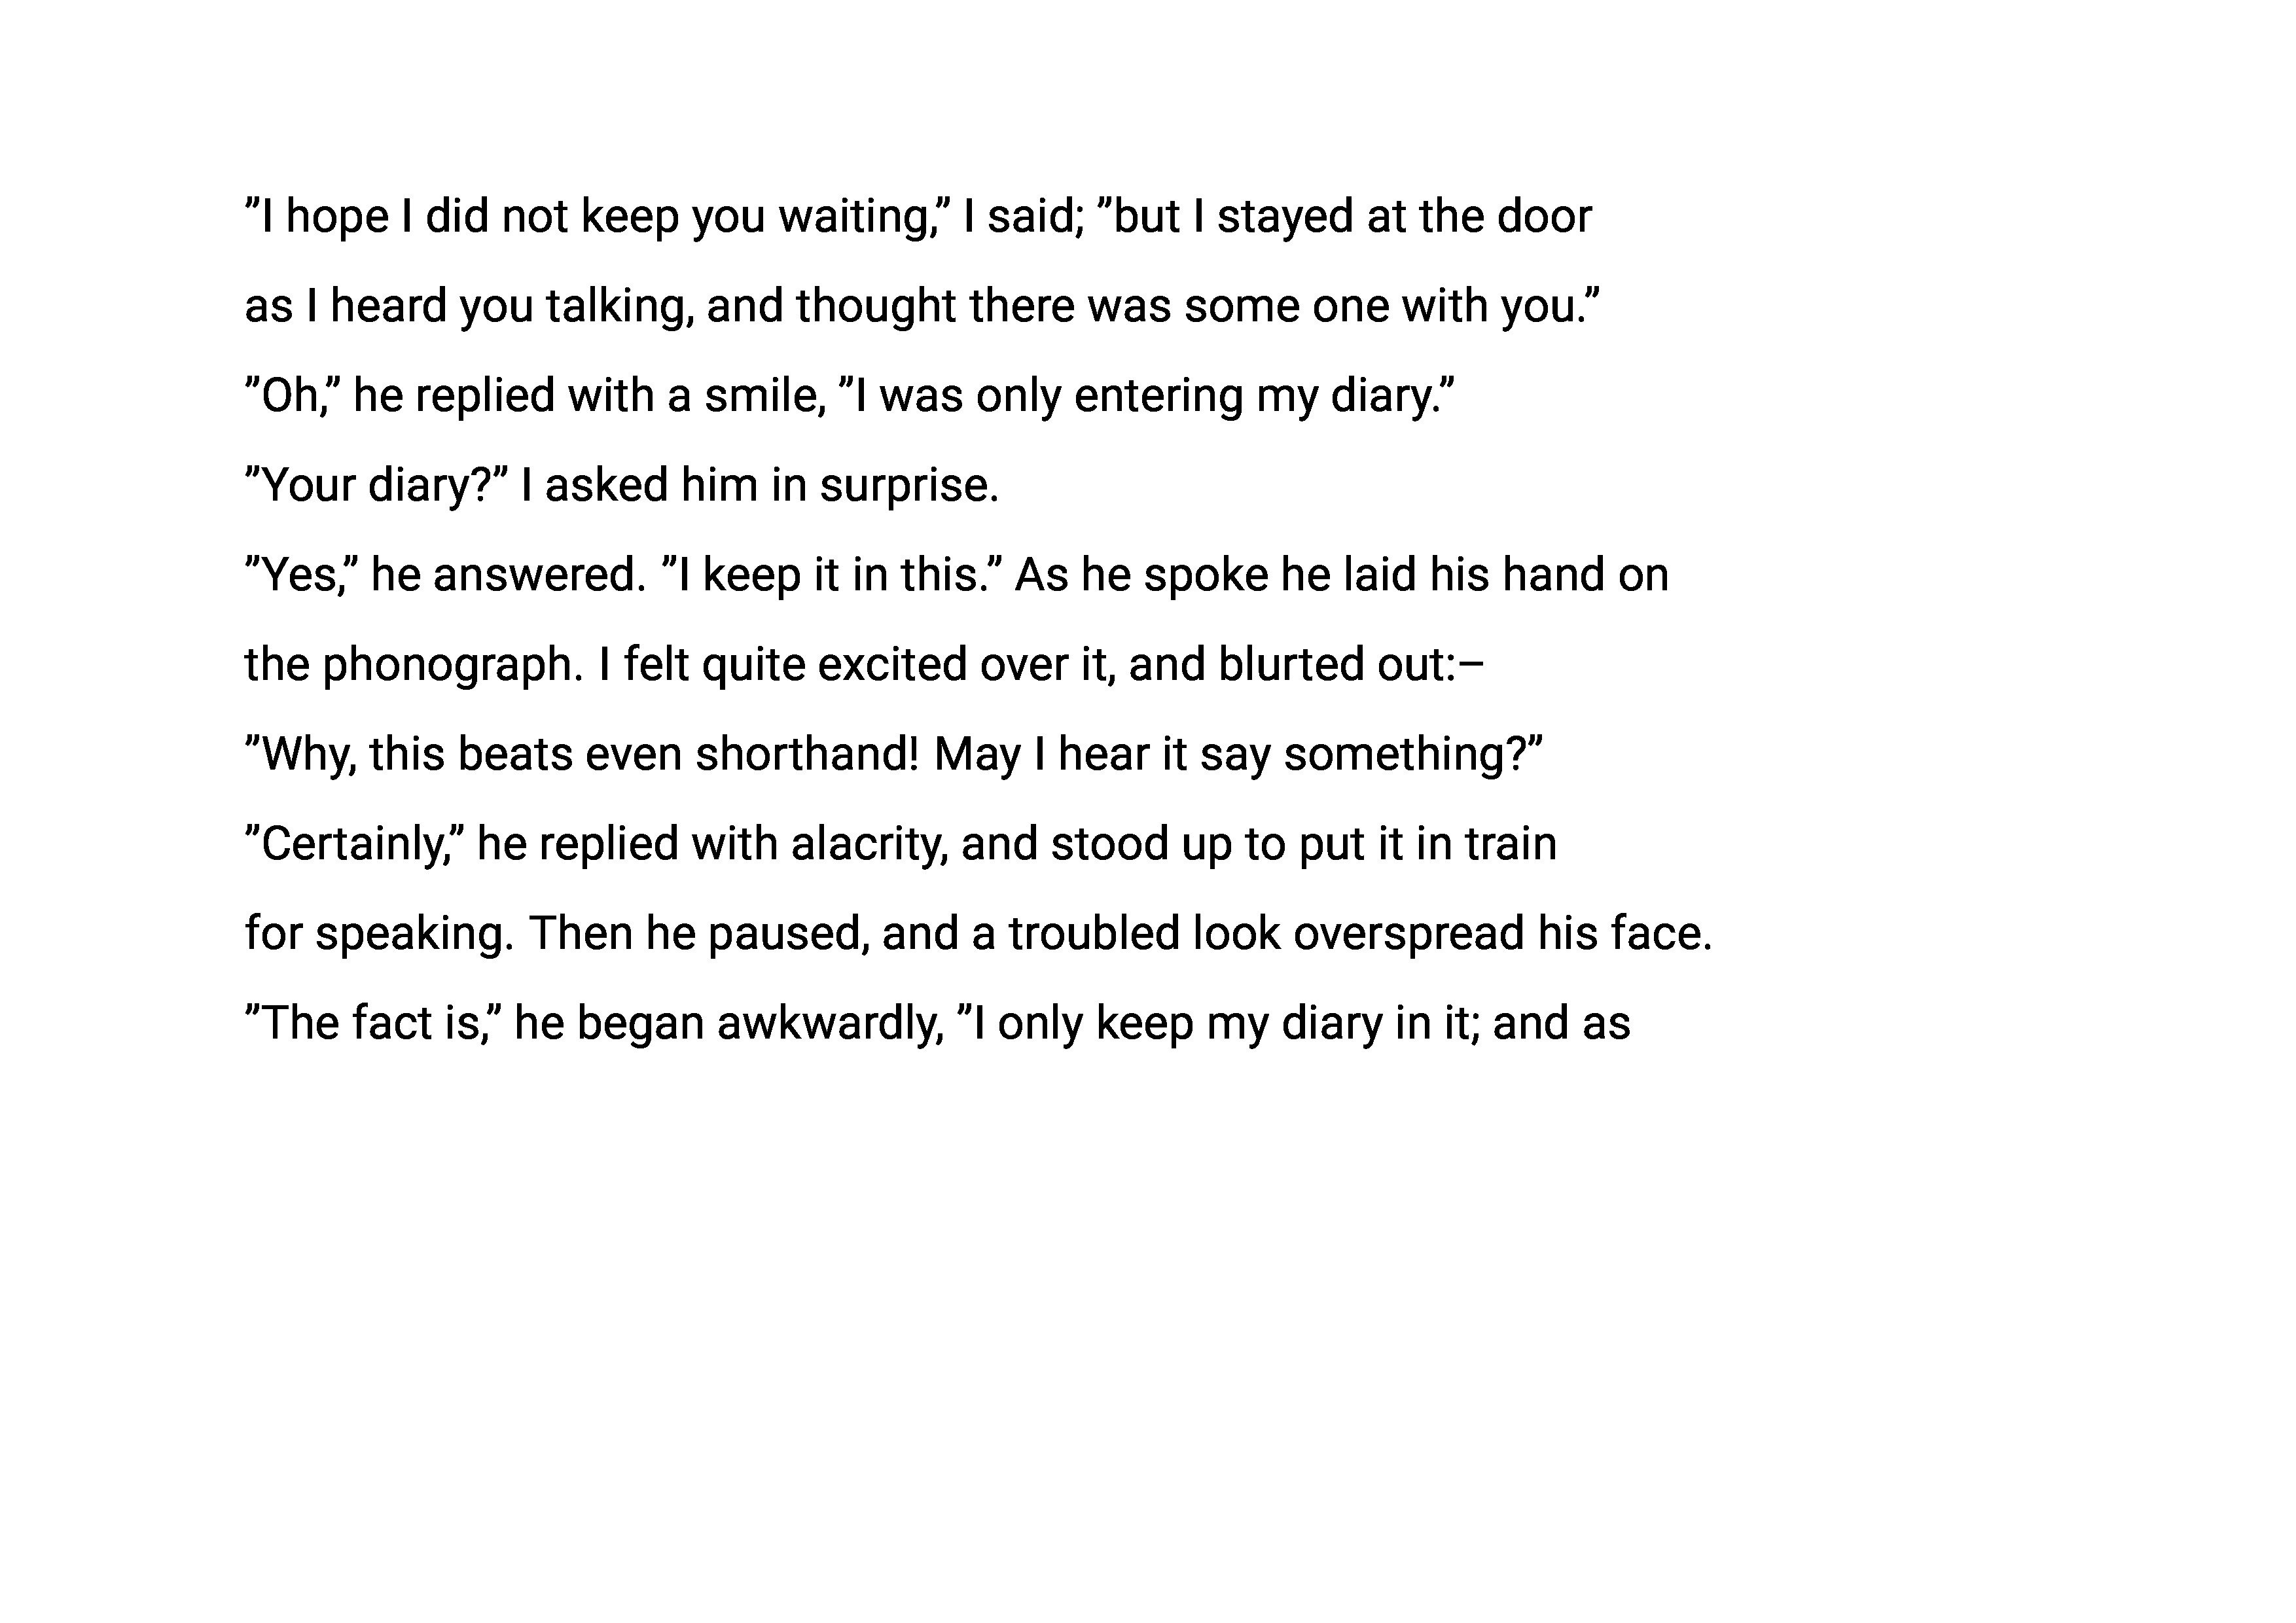 ”I hope I did not keep you waiting,” I said; ”but I stayed at the door
as I heard you talking, and thought there was some one with you.”
”Oh,” he replied with a smile, ”I was only entering my diary.”
”Your diary?” I asked him in surprise.
”Yes,” he answered. ”I keep it in this.” As he spoke he laid his hand on
the phonograph. I felt quite excited over it, and blurted out:–
”Why, this beats even shorthand! May I hear it say something?”
”Certainly,” he replied with alacrity, and stood up to put it in train
for speaking. Then he paused, and a troubled look overspread his face.
”The fact is,” he began awkwardly, ”I only keep my diary in it; and as